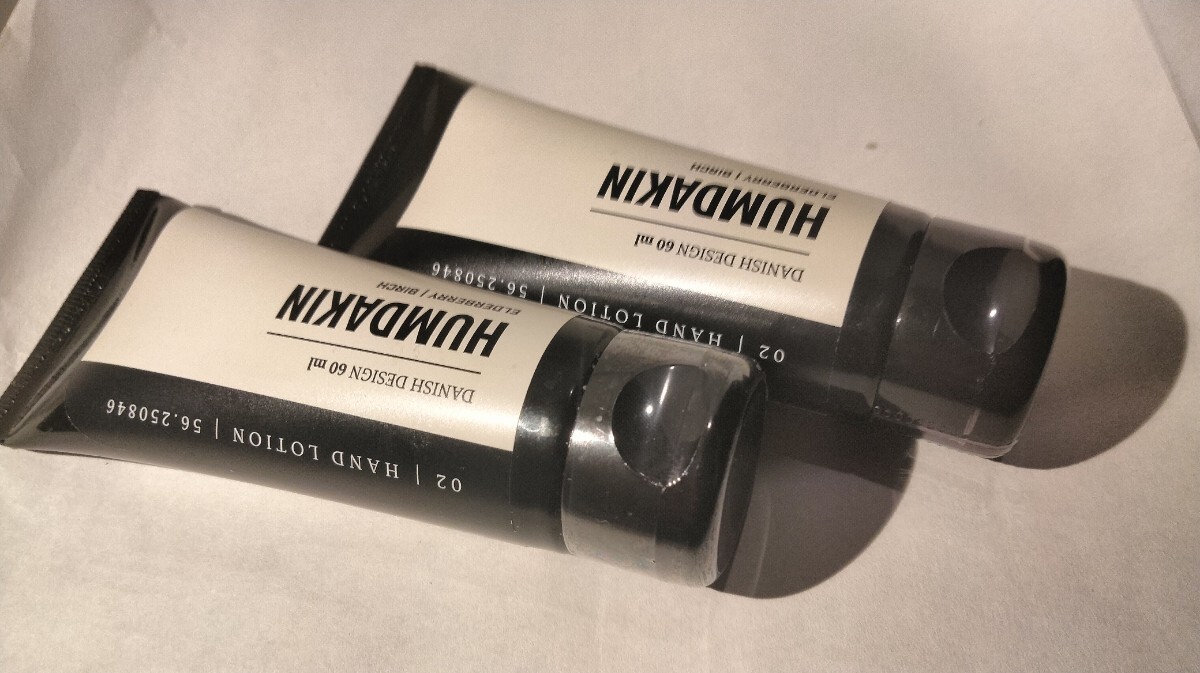 HUMDAKIN
ELDERBERRY | BIRCH
DANISH DESIGN 60 ml
02 | HAND LOTION | 56.250846
02 | HAND LOTION | 56.250846
DANISH DESIGN 60 ml
HUMDAKIN
ELDERBERRY | BIRCH